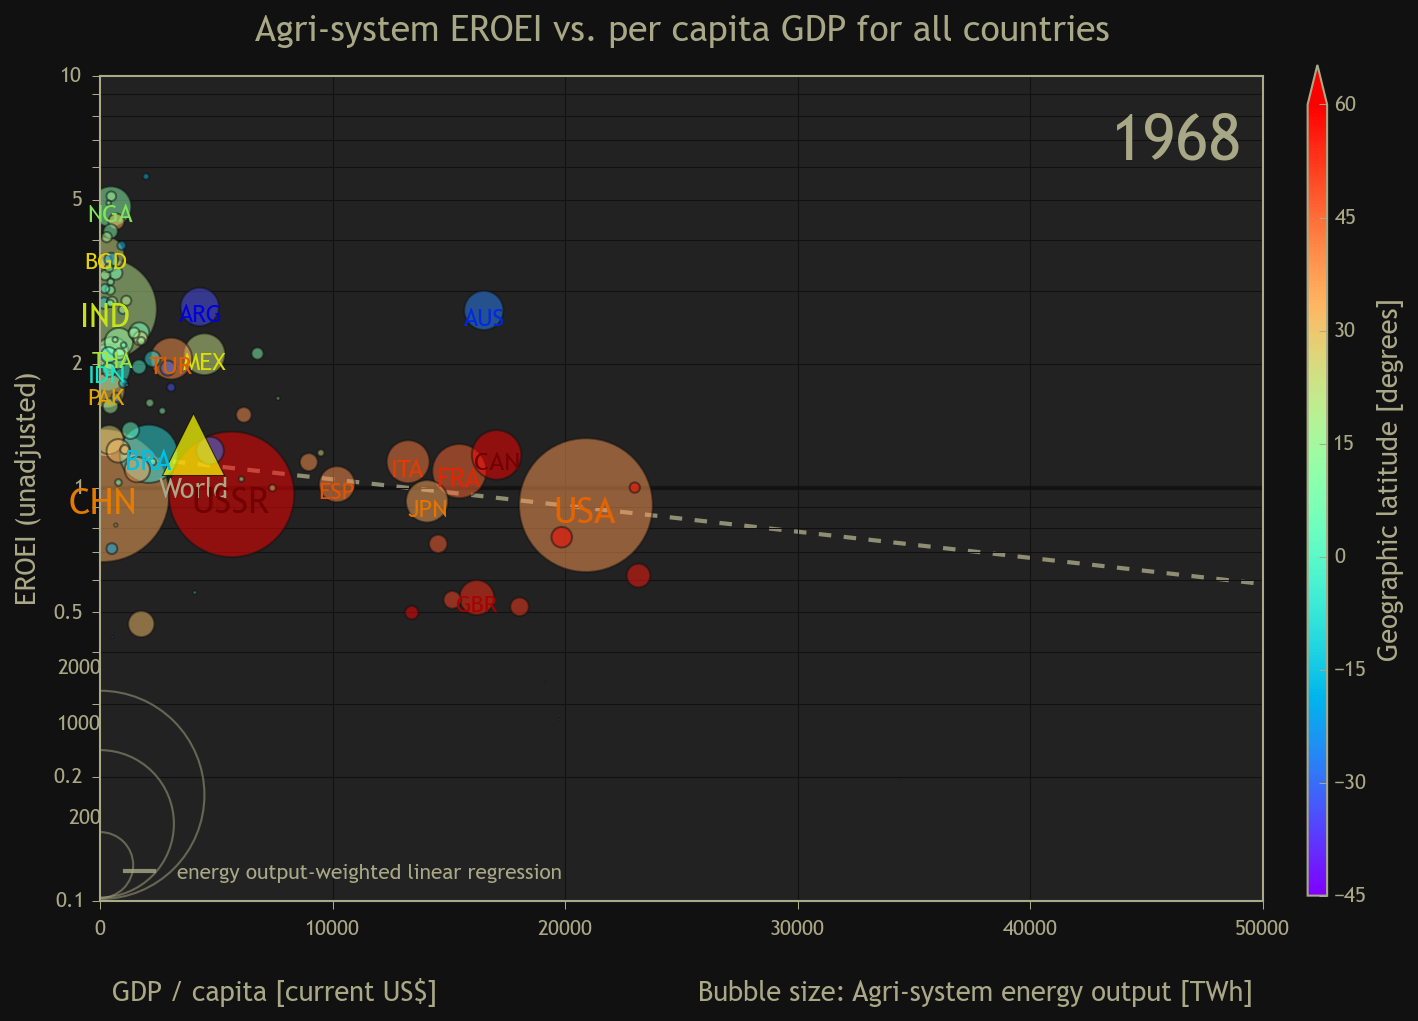 Agri-system EROEI vs. per capita GDP for all countries
1968
10
5
2
1
0.5
0.2
0.1
EROEI (unadjusted)
NGA
BGD
IND
ARG
AUS
THA
TUR
MEX
IDN
PAK
BRA
World
CHN
USSR
ESP
ITA
FRA
CAN
JPN
USA
GBR
2000
1000
200
energy output-weighted linear regression
0
10000
20000
30000
40000
50000
GDP / capita [current US$]
Bubble size: Agri-system energy output [TWh]
60
45
30
15
0
−15
−30
−45
Geographic latitude [degrees]